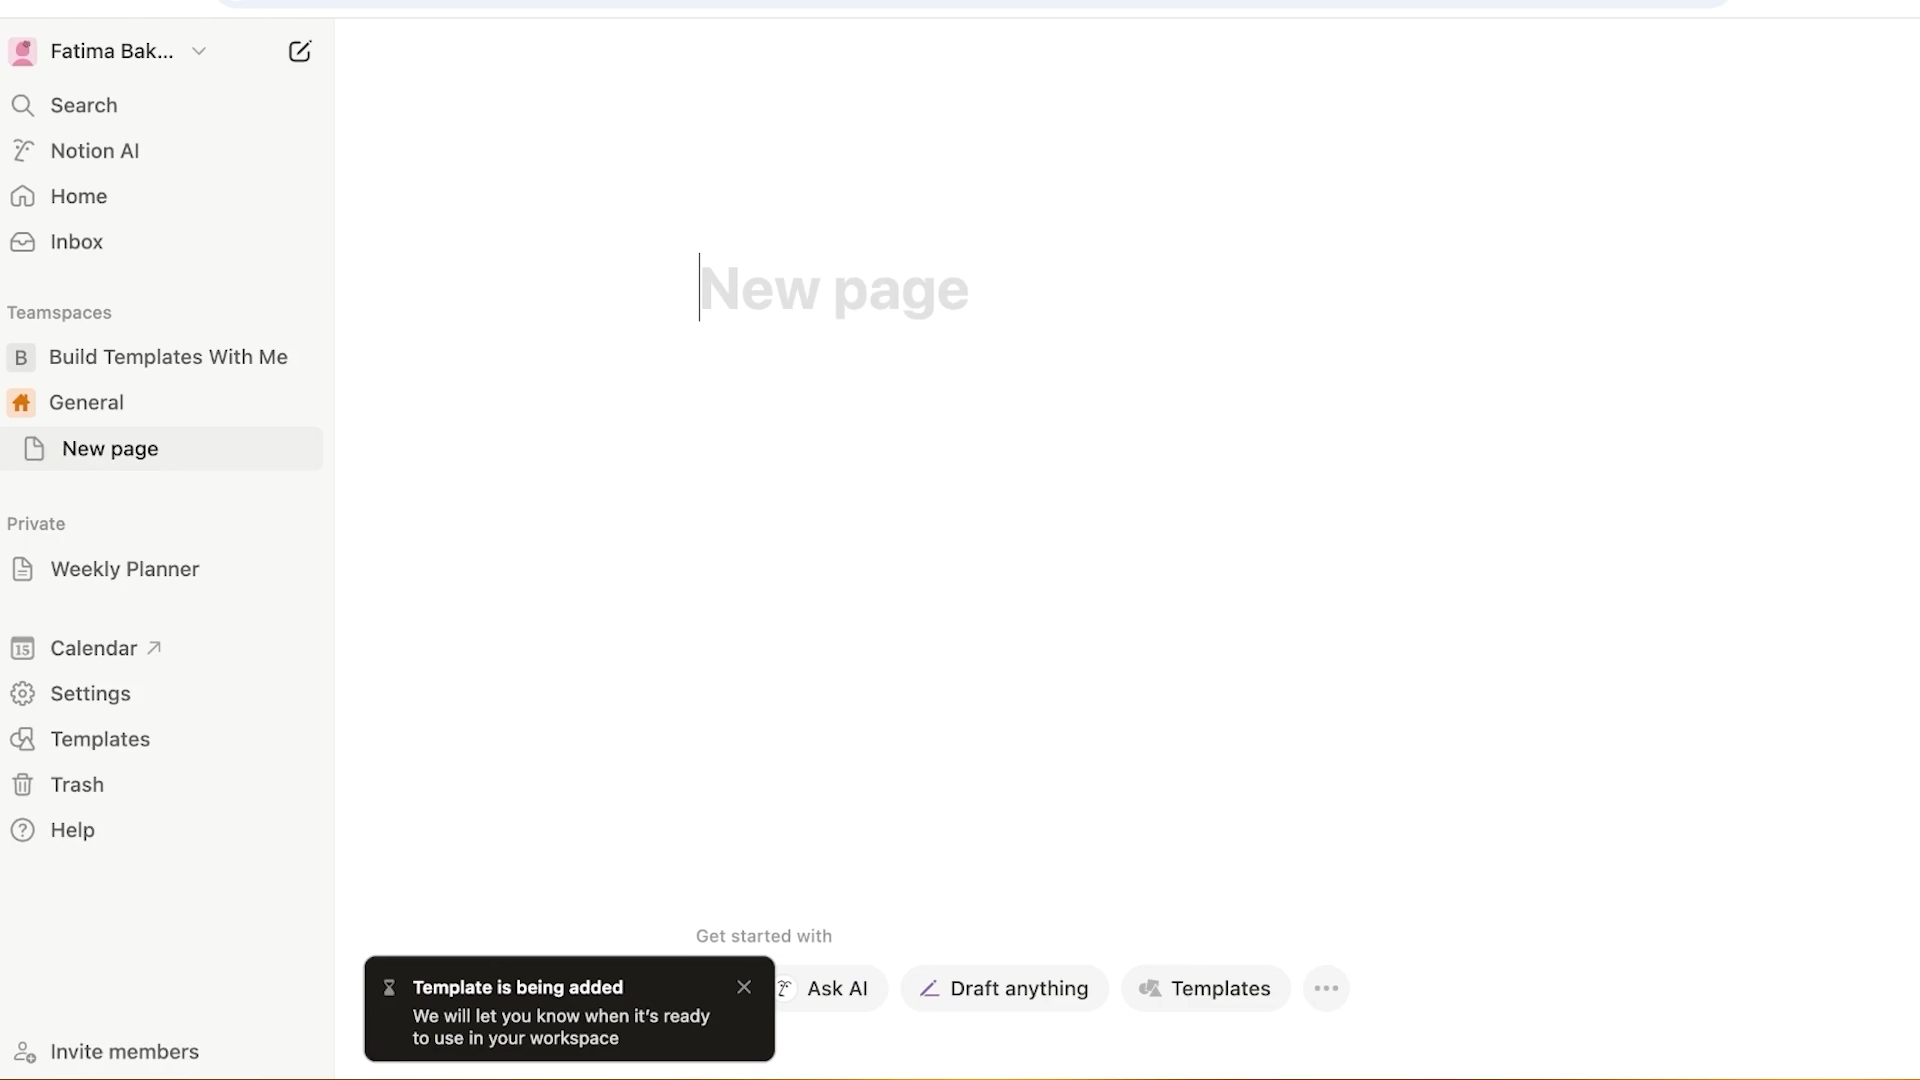 Fatima Bak...
Search
Notion AI
Home
Inbox
Teamspaces
B Build Templates With Me
General
New page
Private
Weekly Planner
15 Calendar
Settings
Templates
Trash
? Help
Invite members
New page
Get started with
Ask AI
Draft anything
Templates
Template is being added
We will let you know when it's ready
to use in your workspace